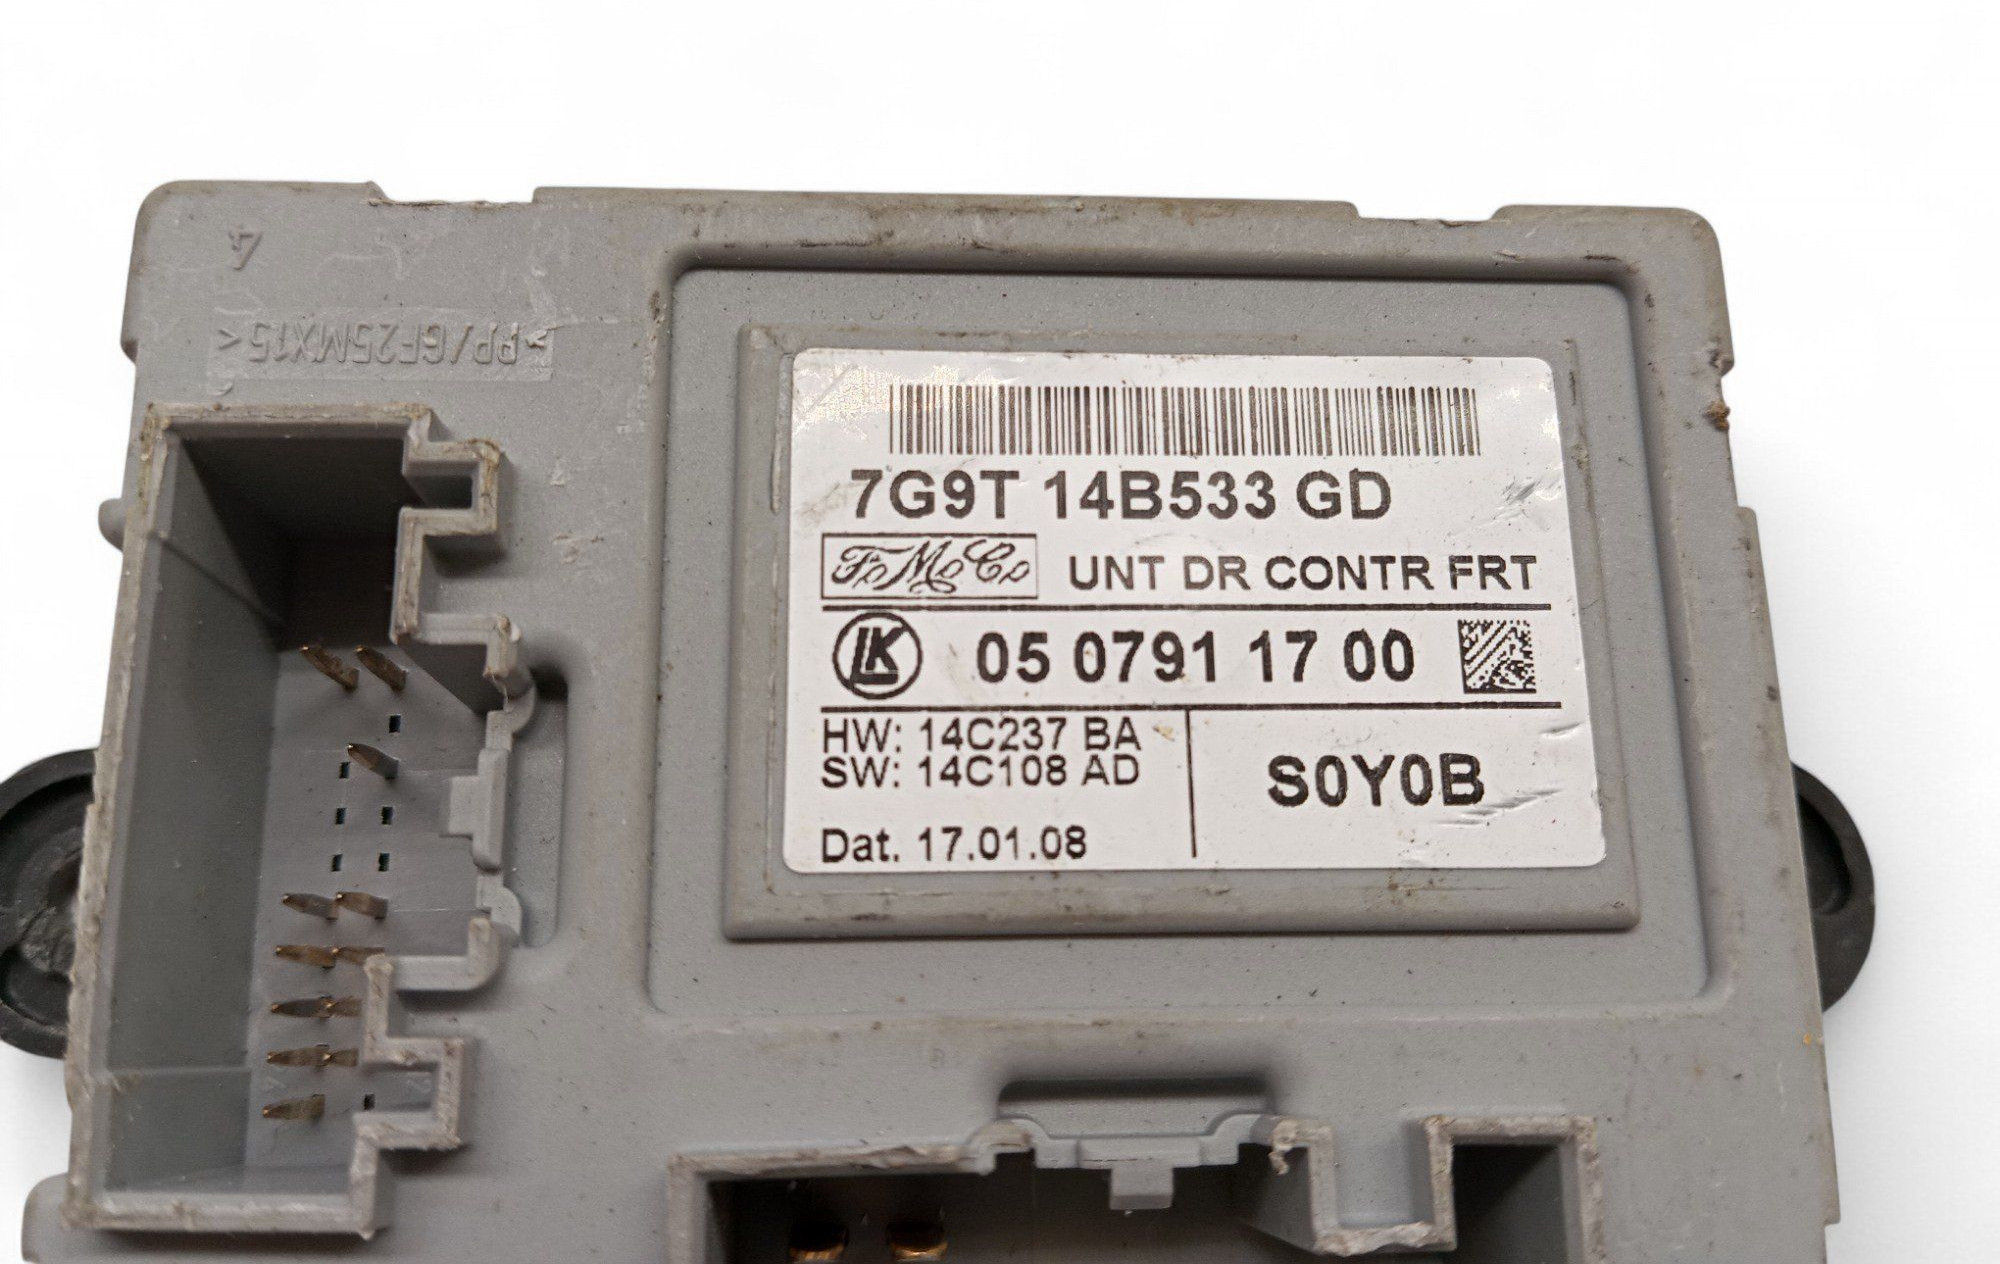 4
>PP/GF25MX15<
7G9T 14B533 GD
FoMoCo UNT DR CONTR FRT
LK 05 0791 17 00
HW: 14C237 BA
SW: 14C108 AD
S0Y0B
Dat. 17.01.08